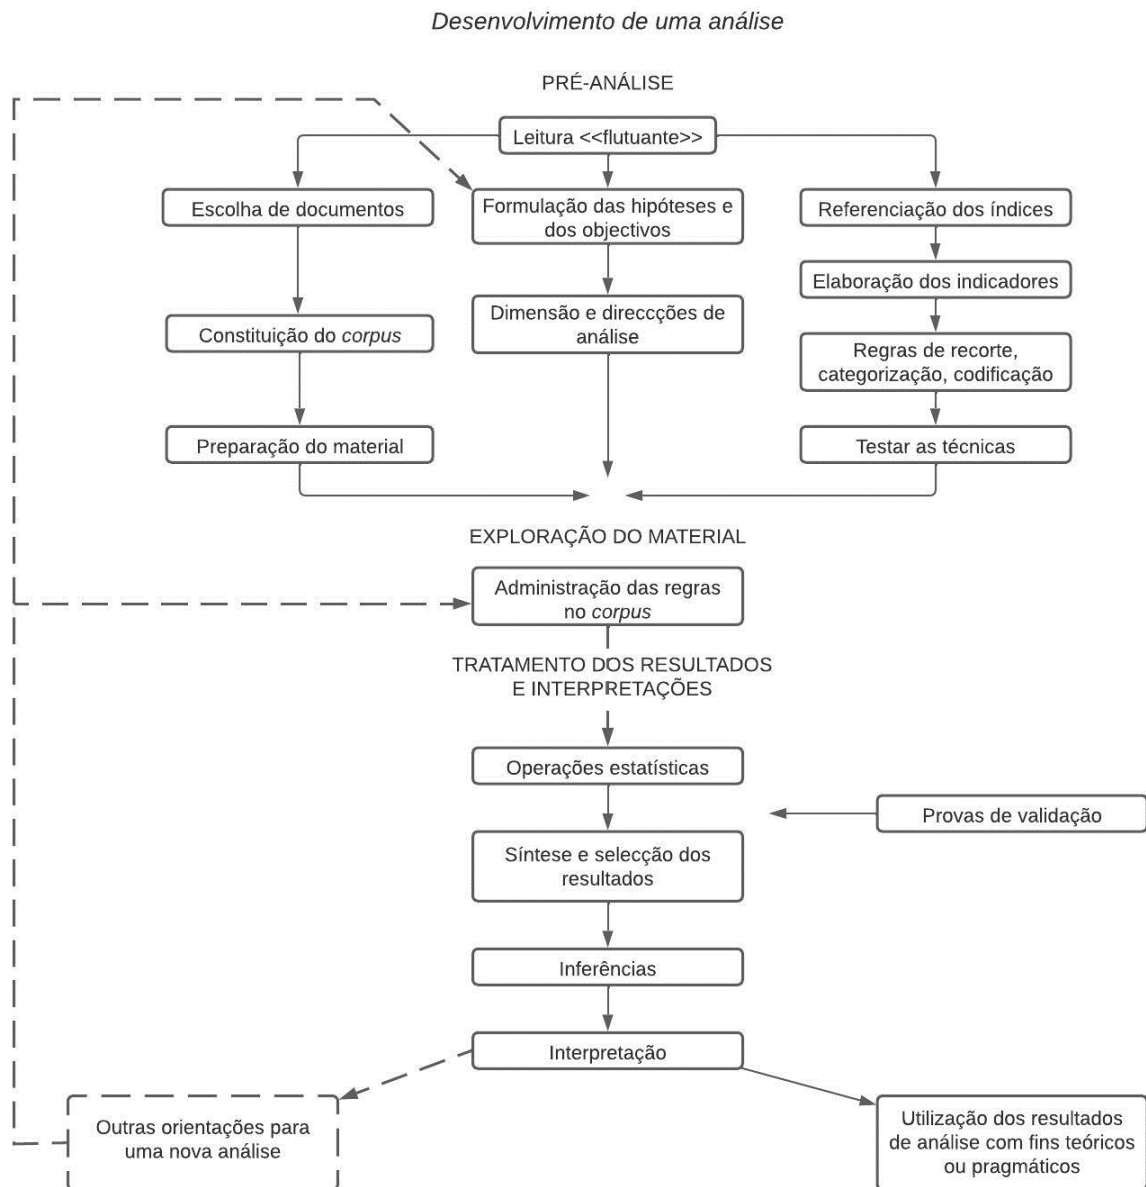 Desenvolvimento de uma análise
PRÉ-ANÁLISE
Leitura <<flutuante>>
Escolha de documentos
Formulação das hipóteses e
dos objectivos
Referenciação dos índices
Elaboração dos indicadores
Constituição do corpus
Dimensão e direccções de
análise
Regras de recorte,
categorização, codificação
Preparação do material
Testar as técnicas
EXPLORAÇÃO DO MATERIAL
Administração das regras
no corpus
TRATAMENTO DOS RESULTADOS
E INTERPRETAÇÕES
Operações estatísticas
Provas de validação
Síntese e selecção dos
resultados
Inferências
Interpretação
Outras orientações para
uma nova análise
Utilização dos resultados
de análise com fins teóricos
ou pragmáticos